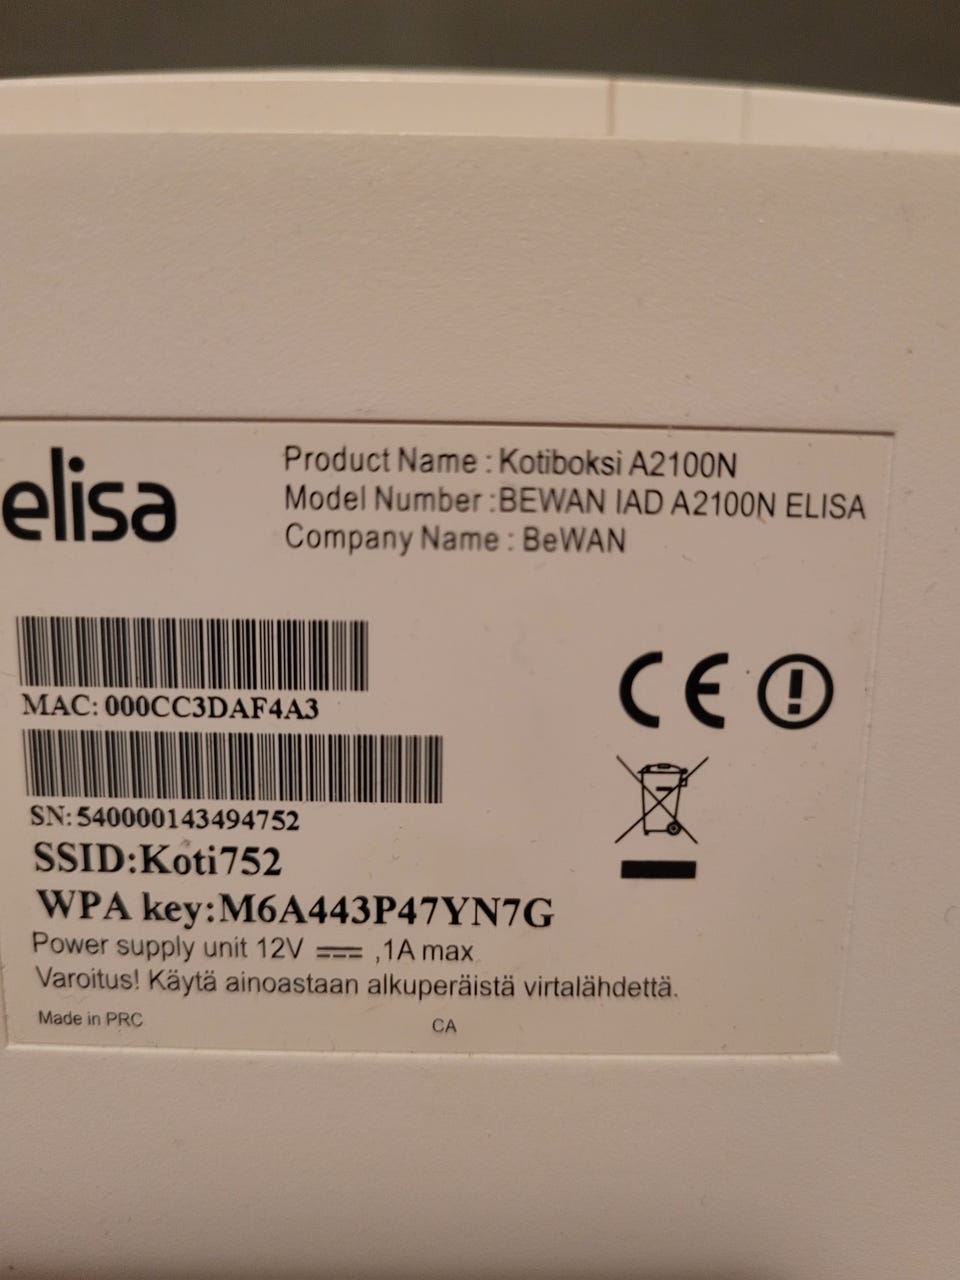 elisa
Product Name : Kotiboksi A2100N
Model Number :BEWAN IAD A2100N ELISA
Company Name : BeWAN
CE
MAC: 000CC3DAF4A3
SN: 540000143494752
SSID:Koti752
WPA key:M6A443P47YN7G
Power supply unit 12V ⎓ ,1A max
Varoitus! Käytä ainoastaan alkuperäistä virtalähdettä.
Made in PRC
CA